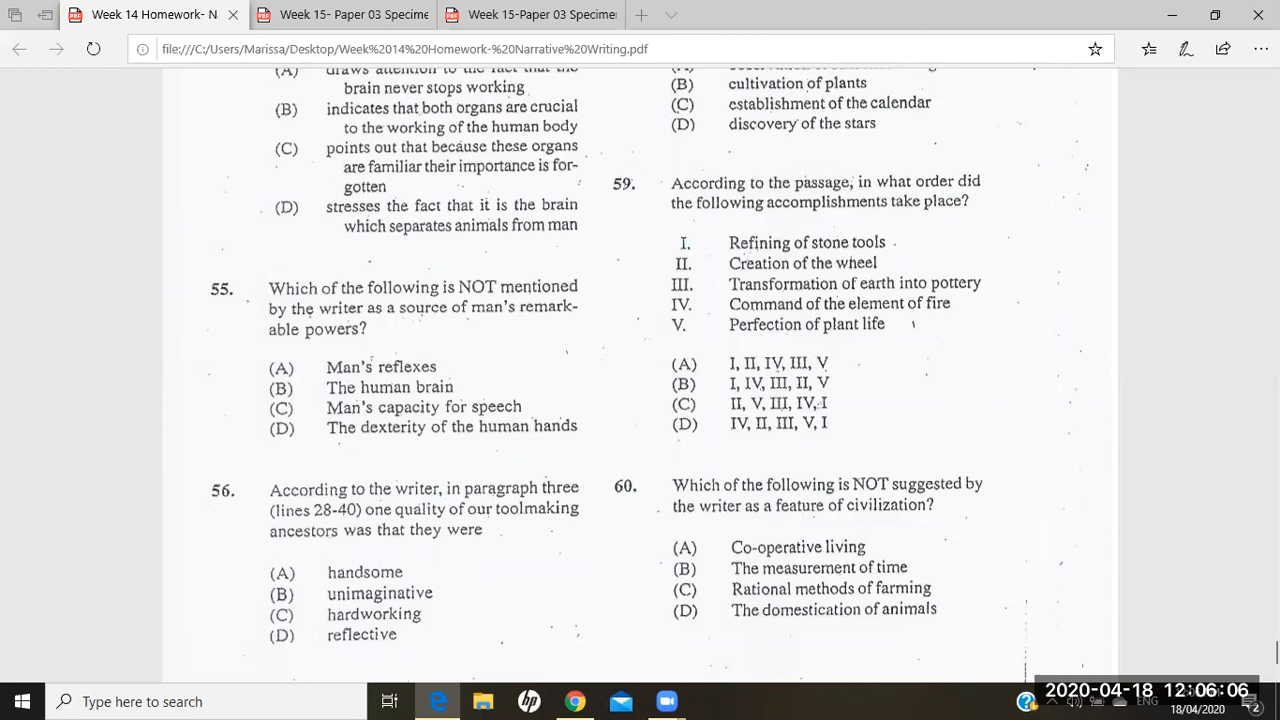 Week 14 Homework- N
Week 15- Paper 03 Specime
Week 15-Paper 03 Specime
file:///C:/Users/Marissa/Desktop/Week%2014%20Homework-%20Narrative%20Writing.pdf
(A) draws attention to the fact that the
brain never stops working
(B) indicates that both organs are crucial
to the working of the human body
(C) points out that because these organs
are familiar their importance is for-
gotten
(D) stresses the fact that it is the brain
which separates animals from man
55. Which of the following is NOT mentioned
by the writer as a source of man's remark-
able powers?
(A) Man's reflexes
(B) The human brain
(C) Man's capacity for speech
(D) The dexterity of the human hands
56. According to the writer, in paragraph three
(lines 28-40) one quality of our toolmaking
ancestors was that they were
(A) handsome
(B) unimaginative
(C) hardworking
(D) reflective
(B) cultivation of plants
(C) establishment of the calendar
(D) discovery of the stars
59. According to the passage, in what order did
the following accomplishments take place?
I. Refining of stone tools
II. Creation of the wheel
III. Transformation of earth into pottery
IV. Command of the element of fire
V. Perfection of plant life
(A) I, II, IV, III, V
(B) I, IV, III, II, V
(C) II, V, III, IV, I
(D) IV, II, III, V, I
60. Which of the following is NOT suggested by
the writer as a feature of civilization?
(A) Co-operative living
(B) The measurement of time
(C) Rational methods of farming
(D) The domestication of animals
Type here to search
ENG
2020-04-18 12:06:06
18/04/2020